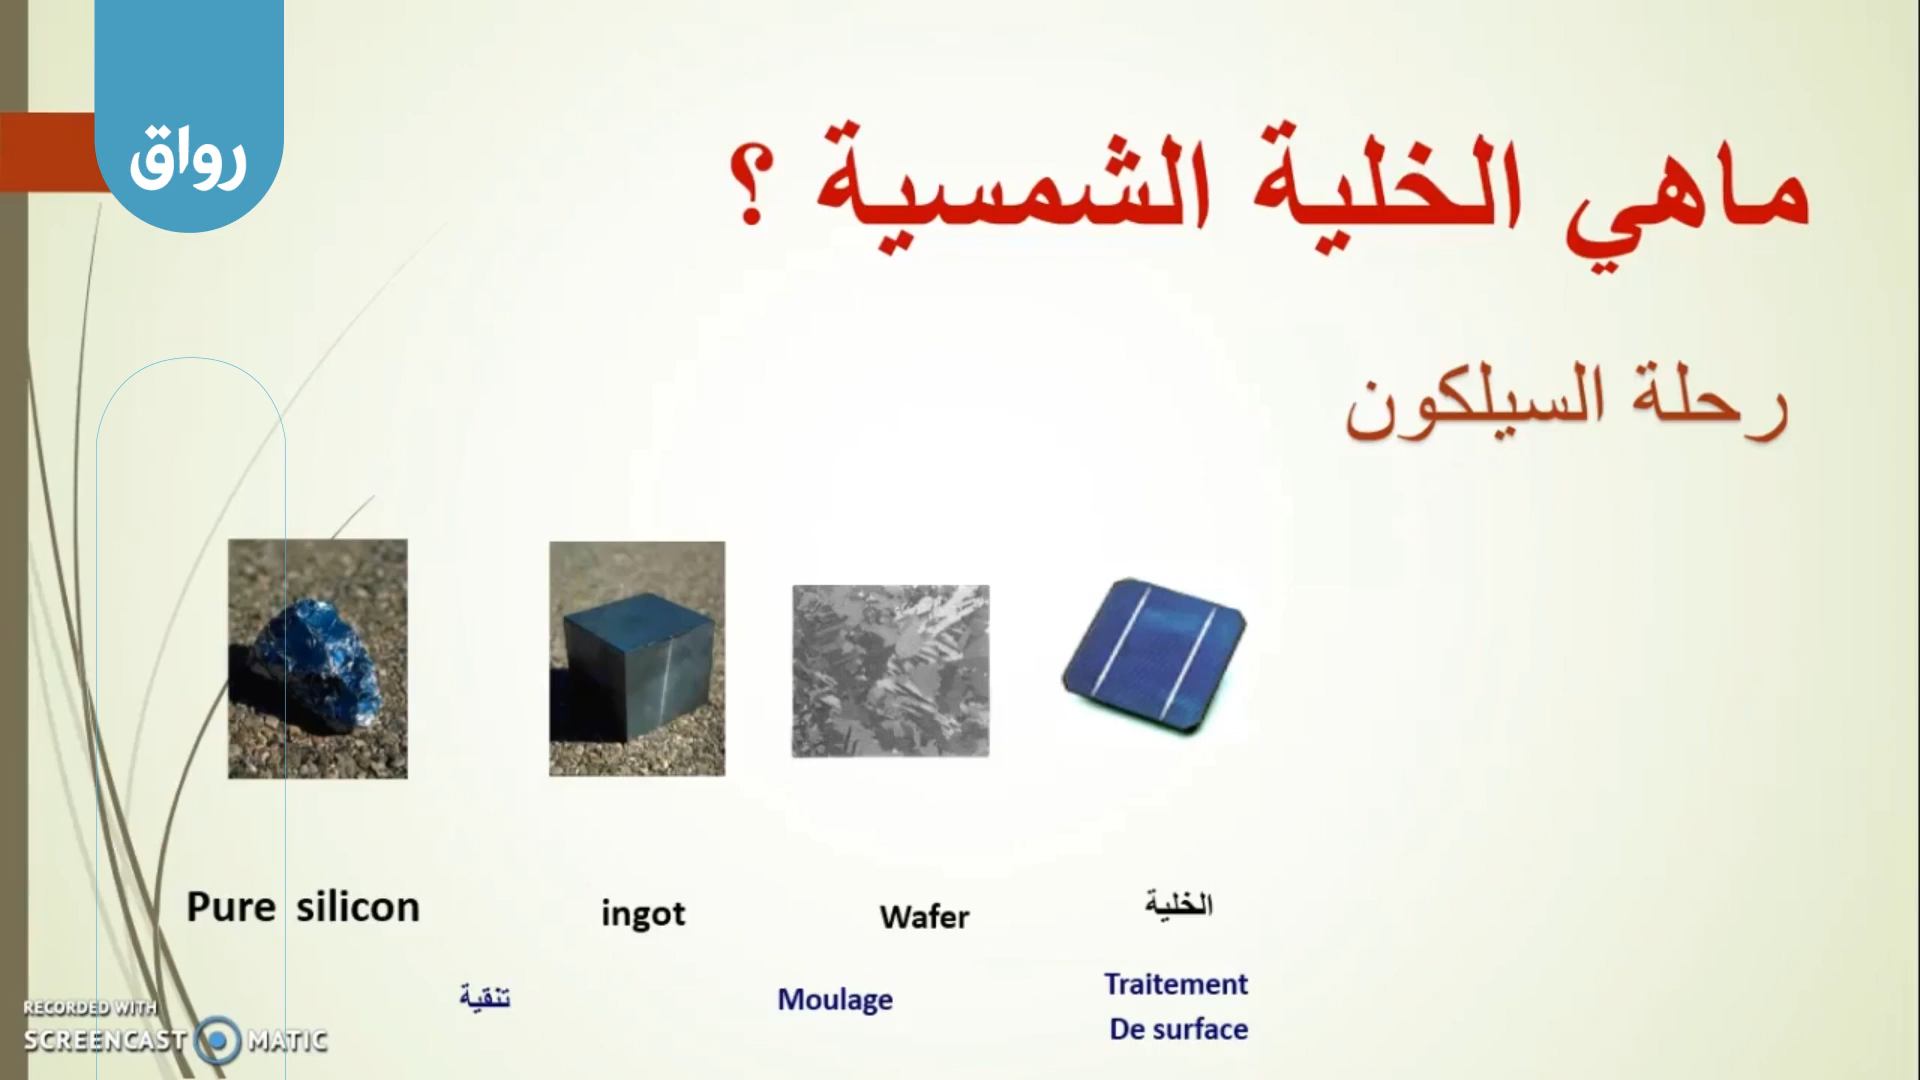 رواق
ماهي الخلية الشمسية ؟
رحلة السيلكون
Pure silicon
ingot
Wafer
الخلية
تنقية
Moulage
Traitement
De surface
RECORDED WITH
SCREENCAST MATIC